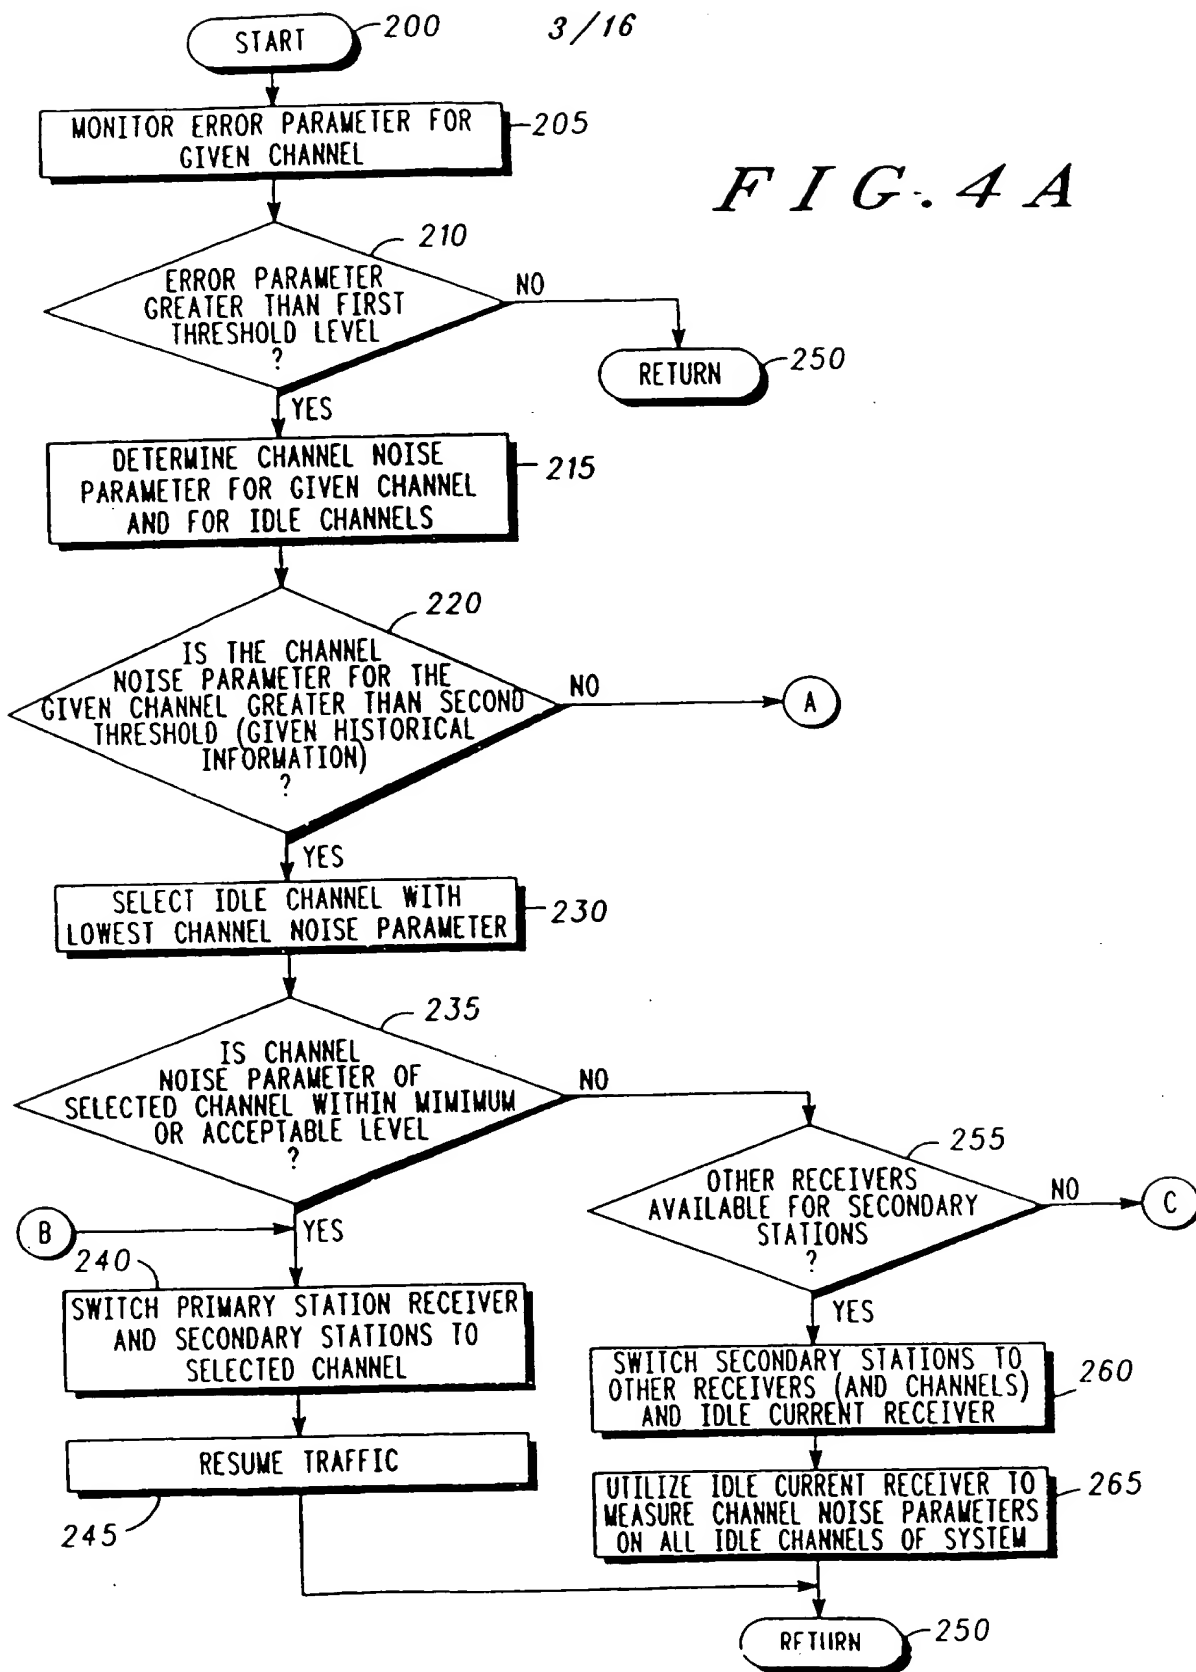 3/16
START
200
MONITOR ERROR PARAMETER FOR
GIVEN CHANNEL
205
FIG. 4A
210
ERROR PARAMETER
GREATER THAN FIRST
THRESHOLD LEVEL
?
NO
RETURN
250
YES
DETERMINE CHANNEL NOISE
PARAMETER FOR GIVEN CHANNEL
AND FOR IDLE CHANNELS
215
220
IS THE CHANNEL
NOISE PARAMETER FOR THE
GIVEN CHANNEL GREATER THAN SECOND
THRESHOLD (GIVEN HISTORICAL
INFORMATION)
?
NO
A
YES
SELECT IDLE CHANNEL WITH
LOWEST CHANNEL NOISE PARAMETER
230
235
IS CHANNEL
NOISE PARAMETER OF
SELECTED CHANNEL WITHIN MIMIMUM
OR ACCEPTABLE LEVEL
?
NO
255
OTHER RECEIVERS
AVAILABLE FOR SECONDARY
STATIONS
?
NO
C
B
YES
240
SWITCH PRIMARY STATION RECEIVER
AND SECONDARY STATIONS TO
SELECTED CHANNEL
YES
SWITCH SECONDARY STATIONS TO
OTHER RECEIVERS (AND CHANNELS)
AND IDLE CURRENT RECEIVER
260
RESUME TRAFFIC
245
UTILIZE IDLE CURRENT RECEIVER TO
MEASURE CHANNEL NOISE PARAMETERS
ON ALL IDLE CHANNELS OF SYSTEM
265
RETURN
250